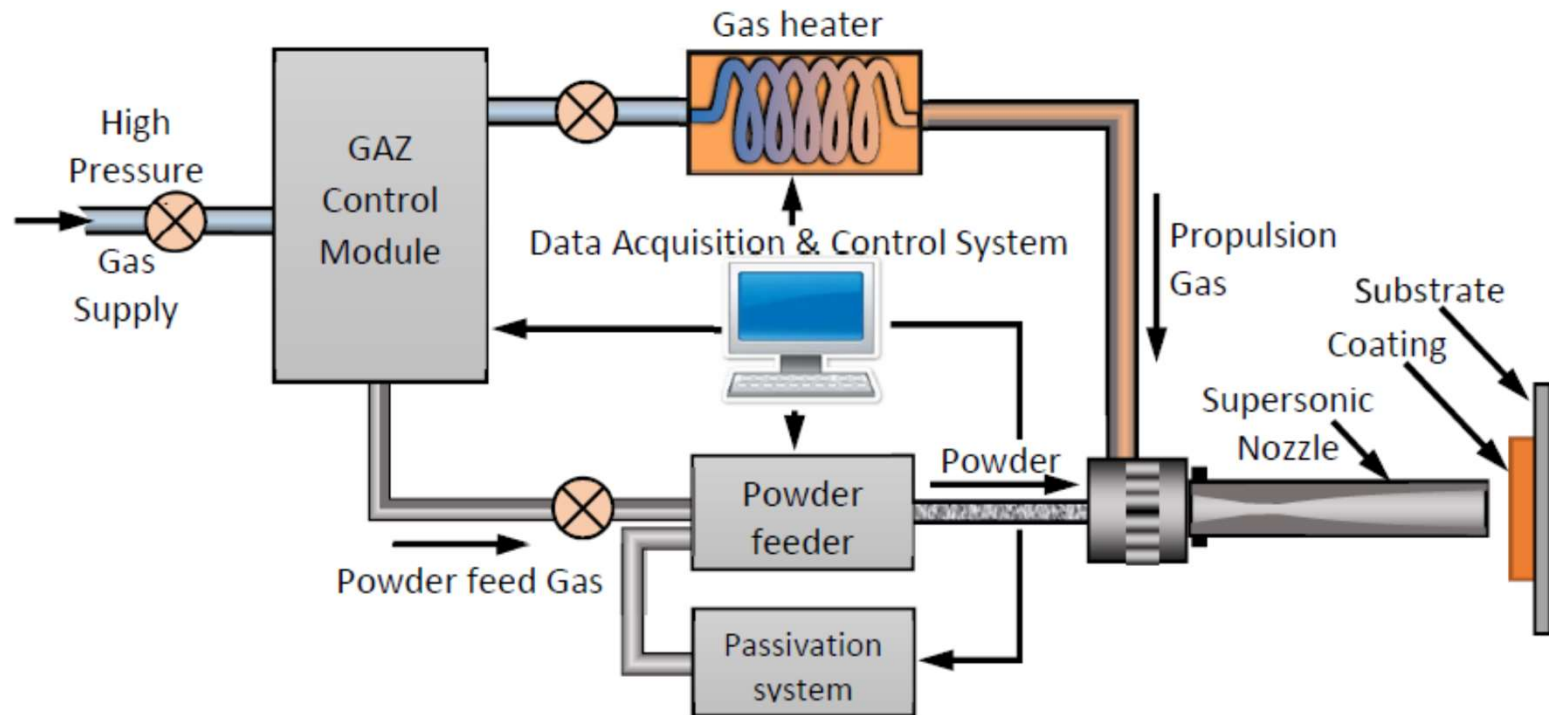 Gas heater
High
Pressure
Gas
Supply
GAZ
Control
Module
Data Acquisition & Control System
Propulsion
Gas
Substrate
Coating
Supersonic
Nozzle
Powder
Powder
feeder
Powder feed Gas
Passivation
system